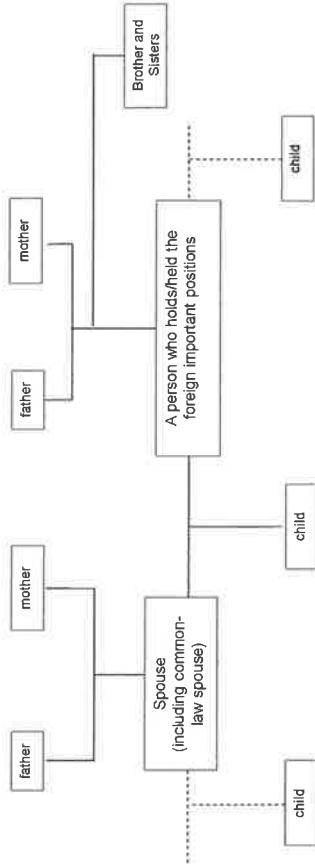 father
mother
father
mother
Brother and
Sisters
Spouse
(including common-
law spouse)
A person who holds/held the
foreign important positions
child
child
child